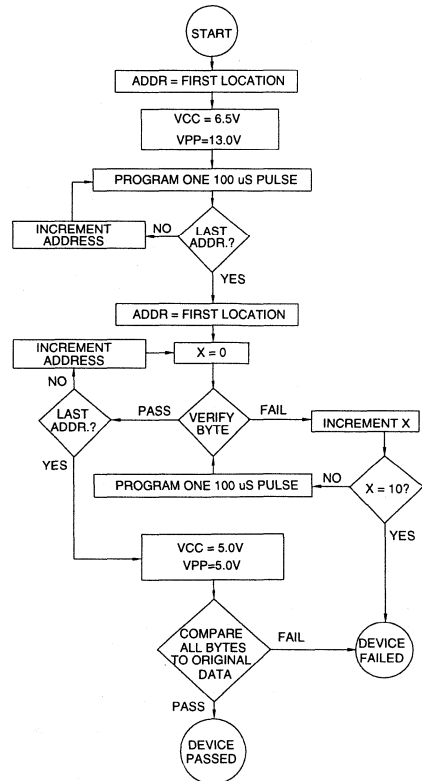 START
ADDR = FIRST LOCATION
VCC = 6.5V
VPP=13.0V
PROGRAM ONE 100 uS PULSE
INCREMENT
ADDRESS
NO
LAST
ADDR.?
YES
ADDR = FIRST LOCATION
INCREMENT
ADDRESS
X = 0
NO
LAST
ADDR.?
PASS
VERIFY
BYTE
FAIL
INCREMENT X
YES
PROGRAM ONE 100 uS PULSE
NO
X = 10?
YES
VCC = 5.0V
VPP=5.0V
COMPARE
ALL BYTES
TO ORIGINAL
DATA
FAIL
DEVICE
FAILED
PASS
DEVICE
PASSED